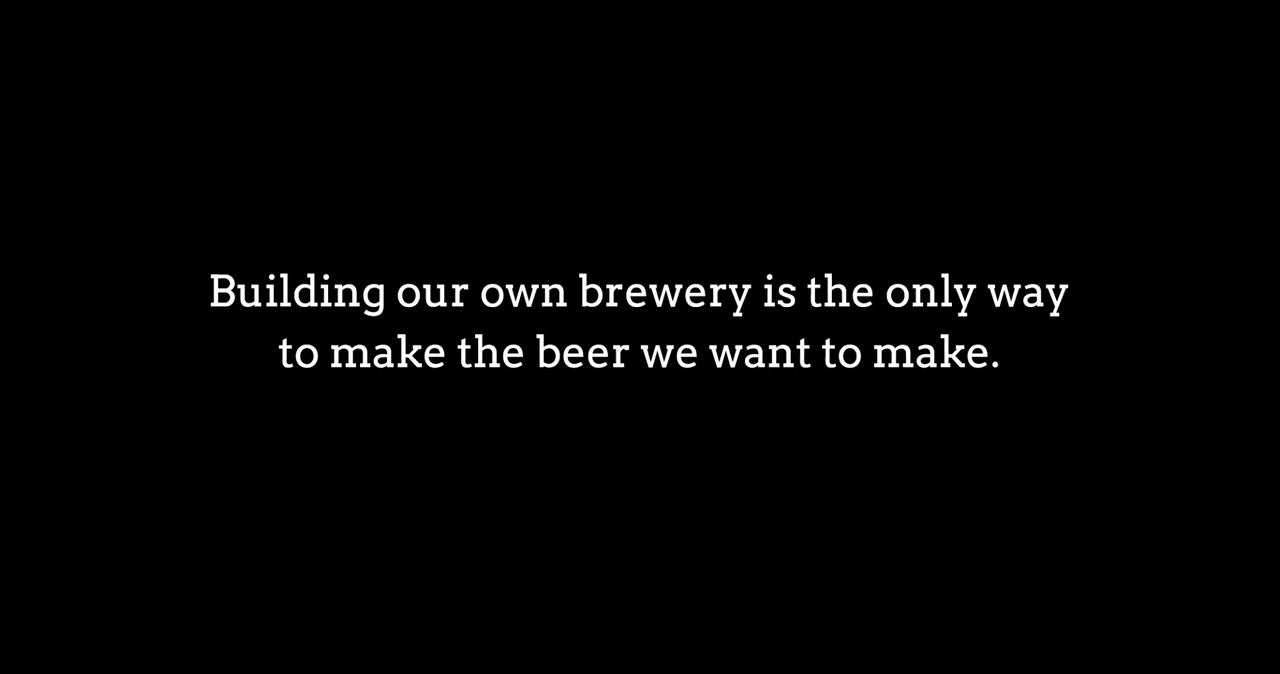 Building our own brewery is the only way
to make the beer we want to make.